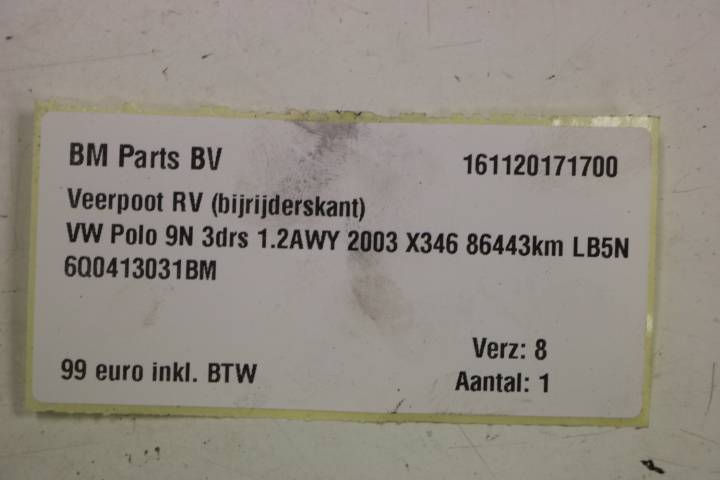 BM Parts BV 161120171700
Veerpoot RV (bijrijderskant)
VW Polo 9N 3drs 1.2AWY 2003 X346 86443km LB5N
6Q0413031BM
Verz: 8
99 euro inkl. BTW Aantal: 1